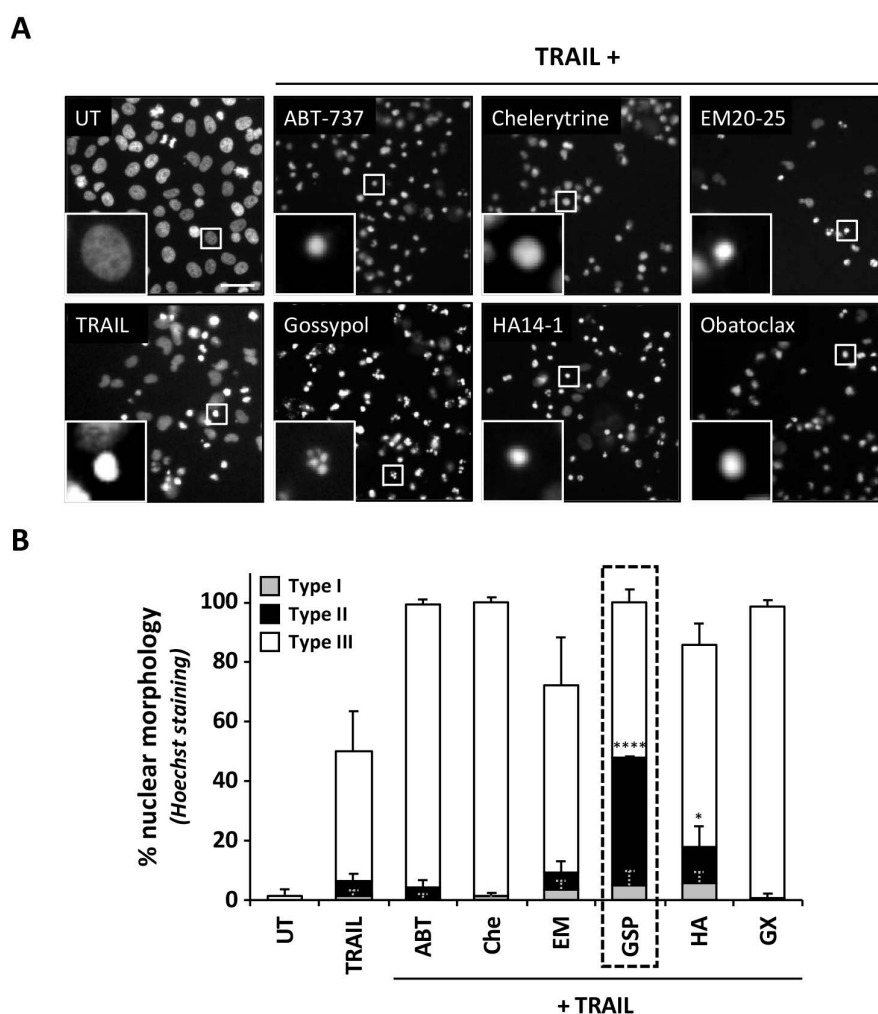 A
TRAIL +
UT
ABT-737
Chelerytrine
EM20-25
TRAIL
Gossypol
HA14-1
Obatoclax
B
Type I
Type II
Type III
% nuclear morphology
(Hoechst staining)
100
80
60
40
20
0
****
*
UT
TRAIL
ABT
Che
EM
GSP
HA
GX
+ TRAIL